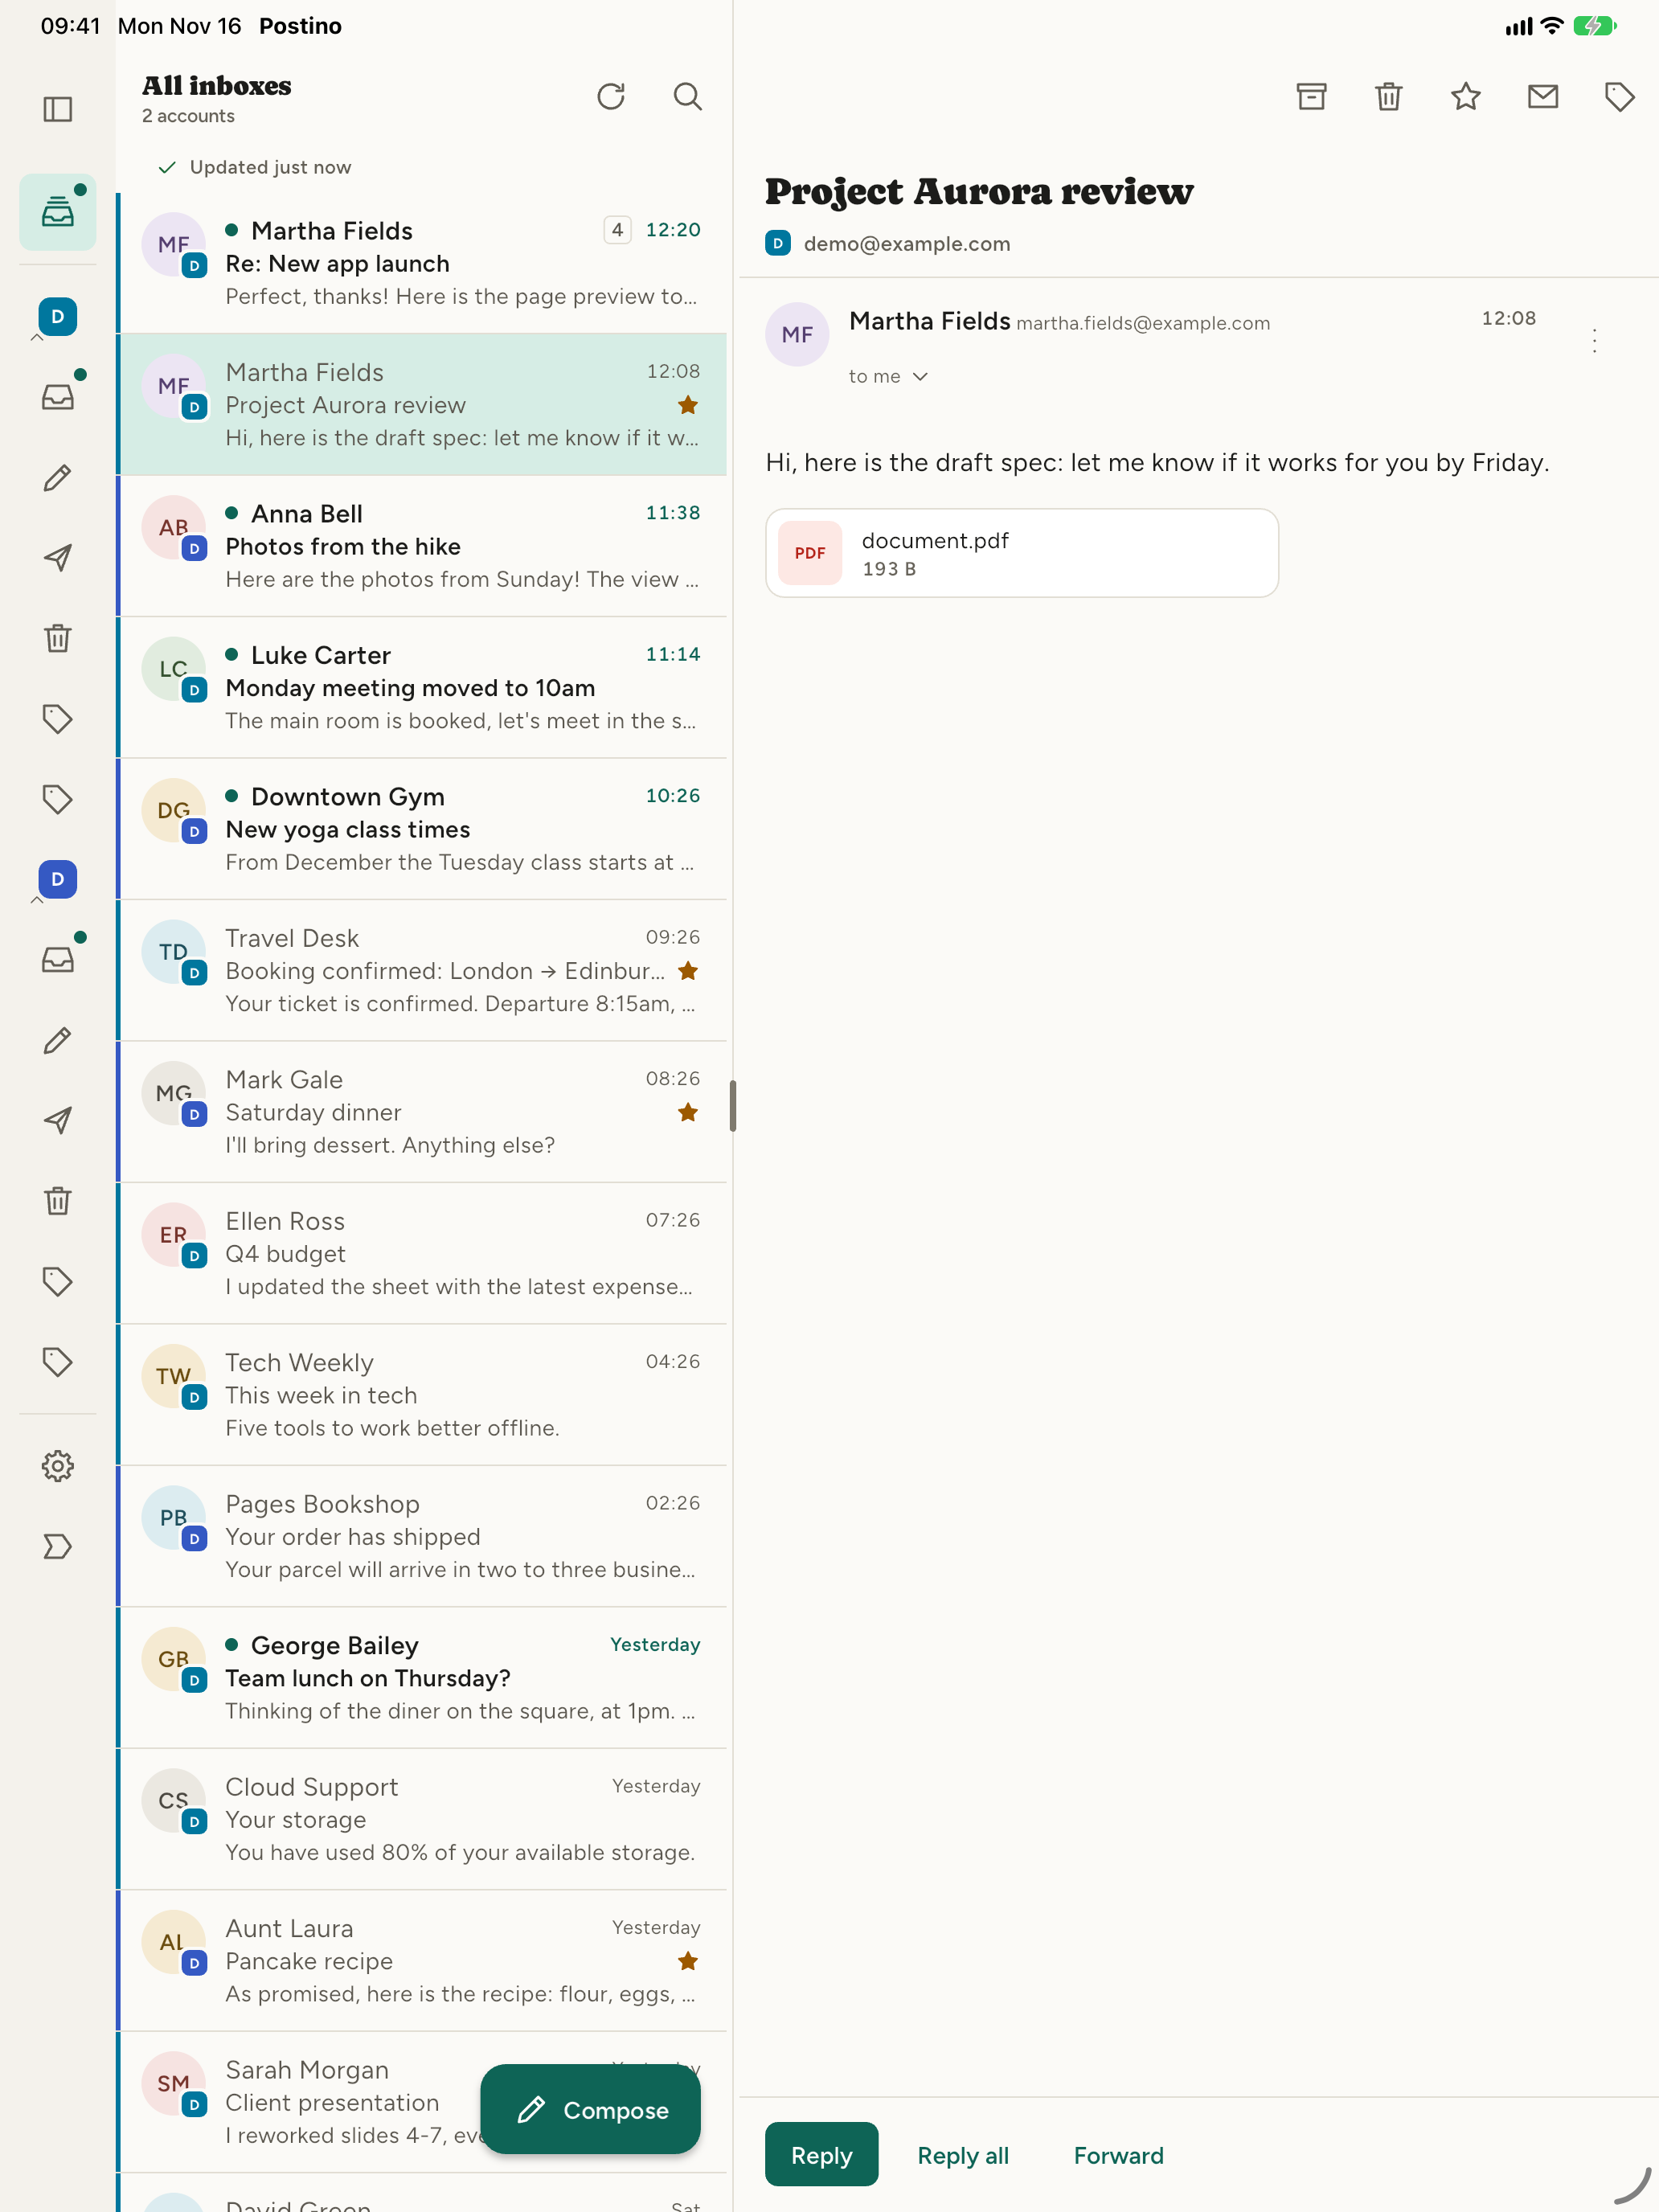 09:41 Mon Nov 16 Postino
All inboxes
2 accounts
Updated just now
D
D
MF
D
Martha Fields 4 12:20
Re: New app launch
Perfect, thanks! Here is the page preview to...
MF
D
Martha Fields 12:08
Project Aurora review
Hi, here is the draft spec: let me know if it w...
AB
D
Anna Bell 11:38
Photos from the hike
Here are the photos from Sunday! The view ...
LC
D
Luke Carter 11:14
Monday meeting moved to 10am
The main room is booked, let's meet in the s...
DG
D
Downtown Gym 10:26
New yoga class times
From December the Tuesday class starts at ...
TD
D
Travel Desk 09:26
Booking confirmed: London → Edinbur...
Your ticket is confirmed. Departure 8:15am, ...
MG
D
Mark Gale 08:26
Saturday dinner
I'll bring dessert. Anything else?
ER
D
Ellen Ross 07:26
Q4 budget
I updated the sheet with the latest expense...
TW
D
Tech Weekly 04:26
This week in tech
Five tools to work better offline.
PB
D
Pages Bookshop 02:26
Your order has shipped
Your parcel will arrive in two to three busine...
GB
D
George Bailey Yesterday
Team lunch on Thursday?
Thinking of the diner on the square, at 1pm. ...
CS
D
Cloud Support Yesterday
Your storage
You have used 80% of your available storage.
AL
D
Aunt Laura Yesterday
Pancake recipe
As promised, here is the recipe: flour, eggs, ...
SM
D
Sarah Morgan
Client presentation
I reworked slides 4-7,
Compose
David Green Sat
Project Aurora review
D demo@example.com
MF
Martha Fields martha.fields@example.com 12:08
to me
Hi, here is the draft spec: let me know if it works for you by Friday.
PDF
document.pdf
193 B
Reply Reply all Forward